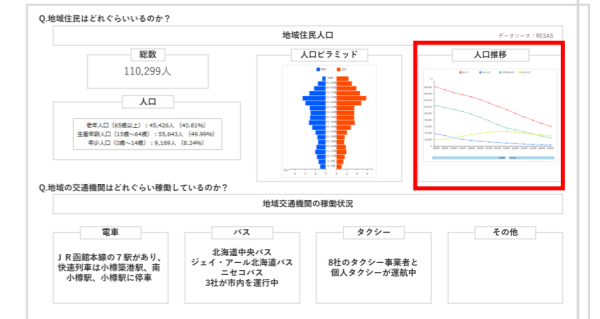 Q.地域住民はどれぐらいいるのか？
地域住民人口
データソース：RESAS
総数
110,299人
人口
老年人口（65歳以上）：45,426人（40.81%）
生産年齢人口（15歳～64歳）：55,643人（49.99%）
年少人口（0歳～14歳）：9,169人（8.24%）
人口ピラミッド
人口推移
Q.地域の交通機関はどれぐらい稼働しているのか？
地域交通機関の稼働状況
電車
ＪＲ函館本線の７駅があり、
快速列車は小樽築港駅、南
小樽駅、小樽駅に停車
バス
北海道中央バス
ジェイ・アール北海道バス
ニセコバス
3社が市内を運行中
タクシー
8社のタクシー事業者と
個人タクシーが運航中
その他